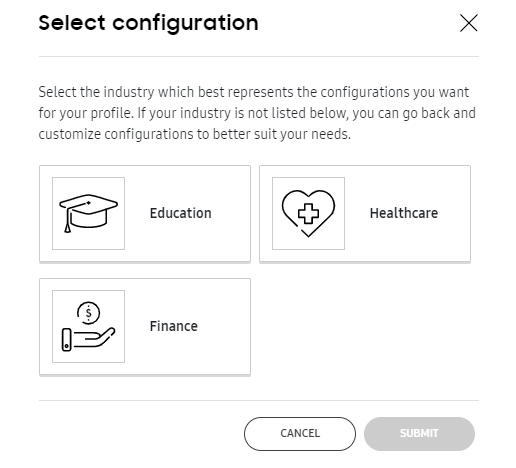 Select configuration
Select the industry which best represents the configurations you want
for your profile. If your industry is not listed below, you can go back and
customize configurations to better suit your needs.
Education
Healthcare
$
Finance
CANCEL
SUBMIT